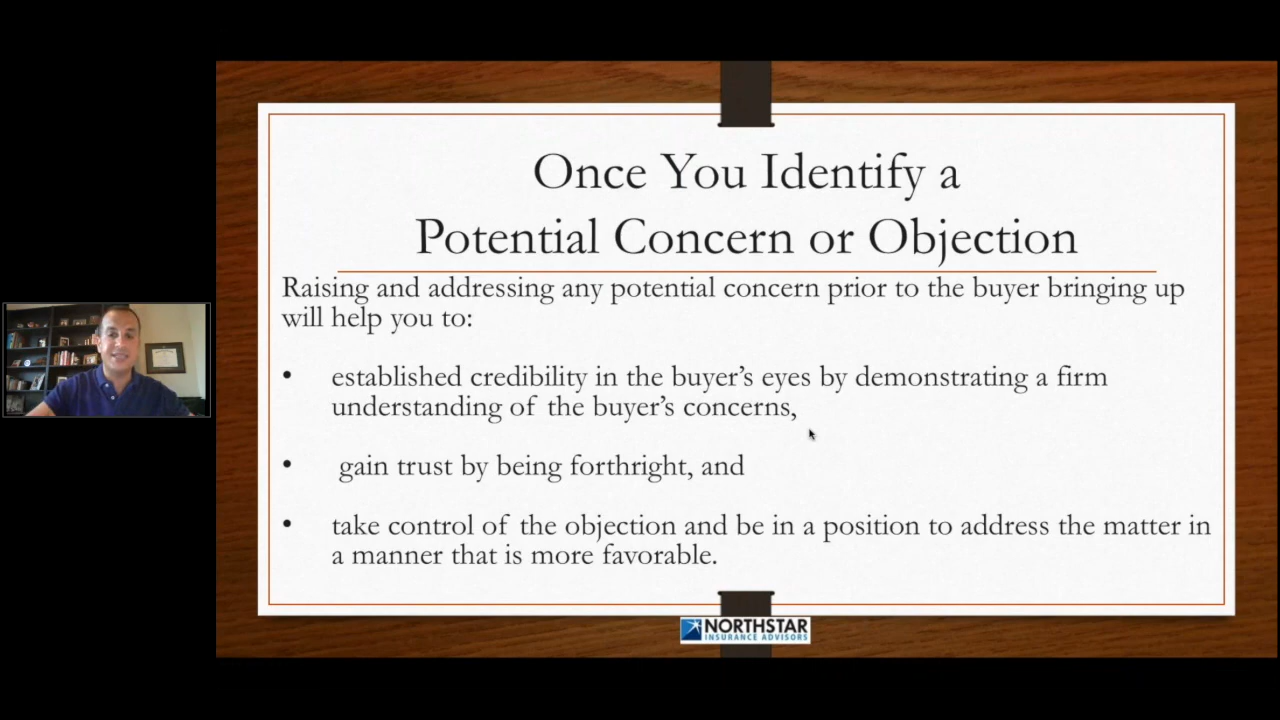 Once You Identify a
Potential Concern or Objection
Raising and addressing any potential concern prior to the buyer bringing up
will help you to:
• established credibility in the buyer’s eyes by demonstrating a firm
understanding of the buyer’s concerns,
• gain trust by being forthright, and
• take control of the objection and be in a position to address the matter in
a manner that is more favorable.
NORTHSTAR
INSURANCE ADVISORS